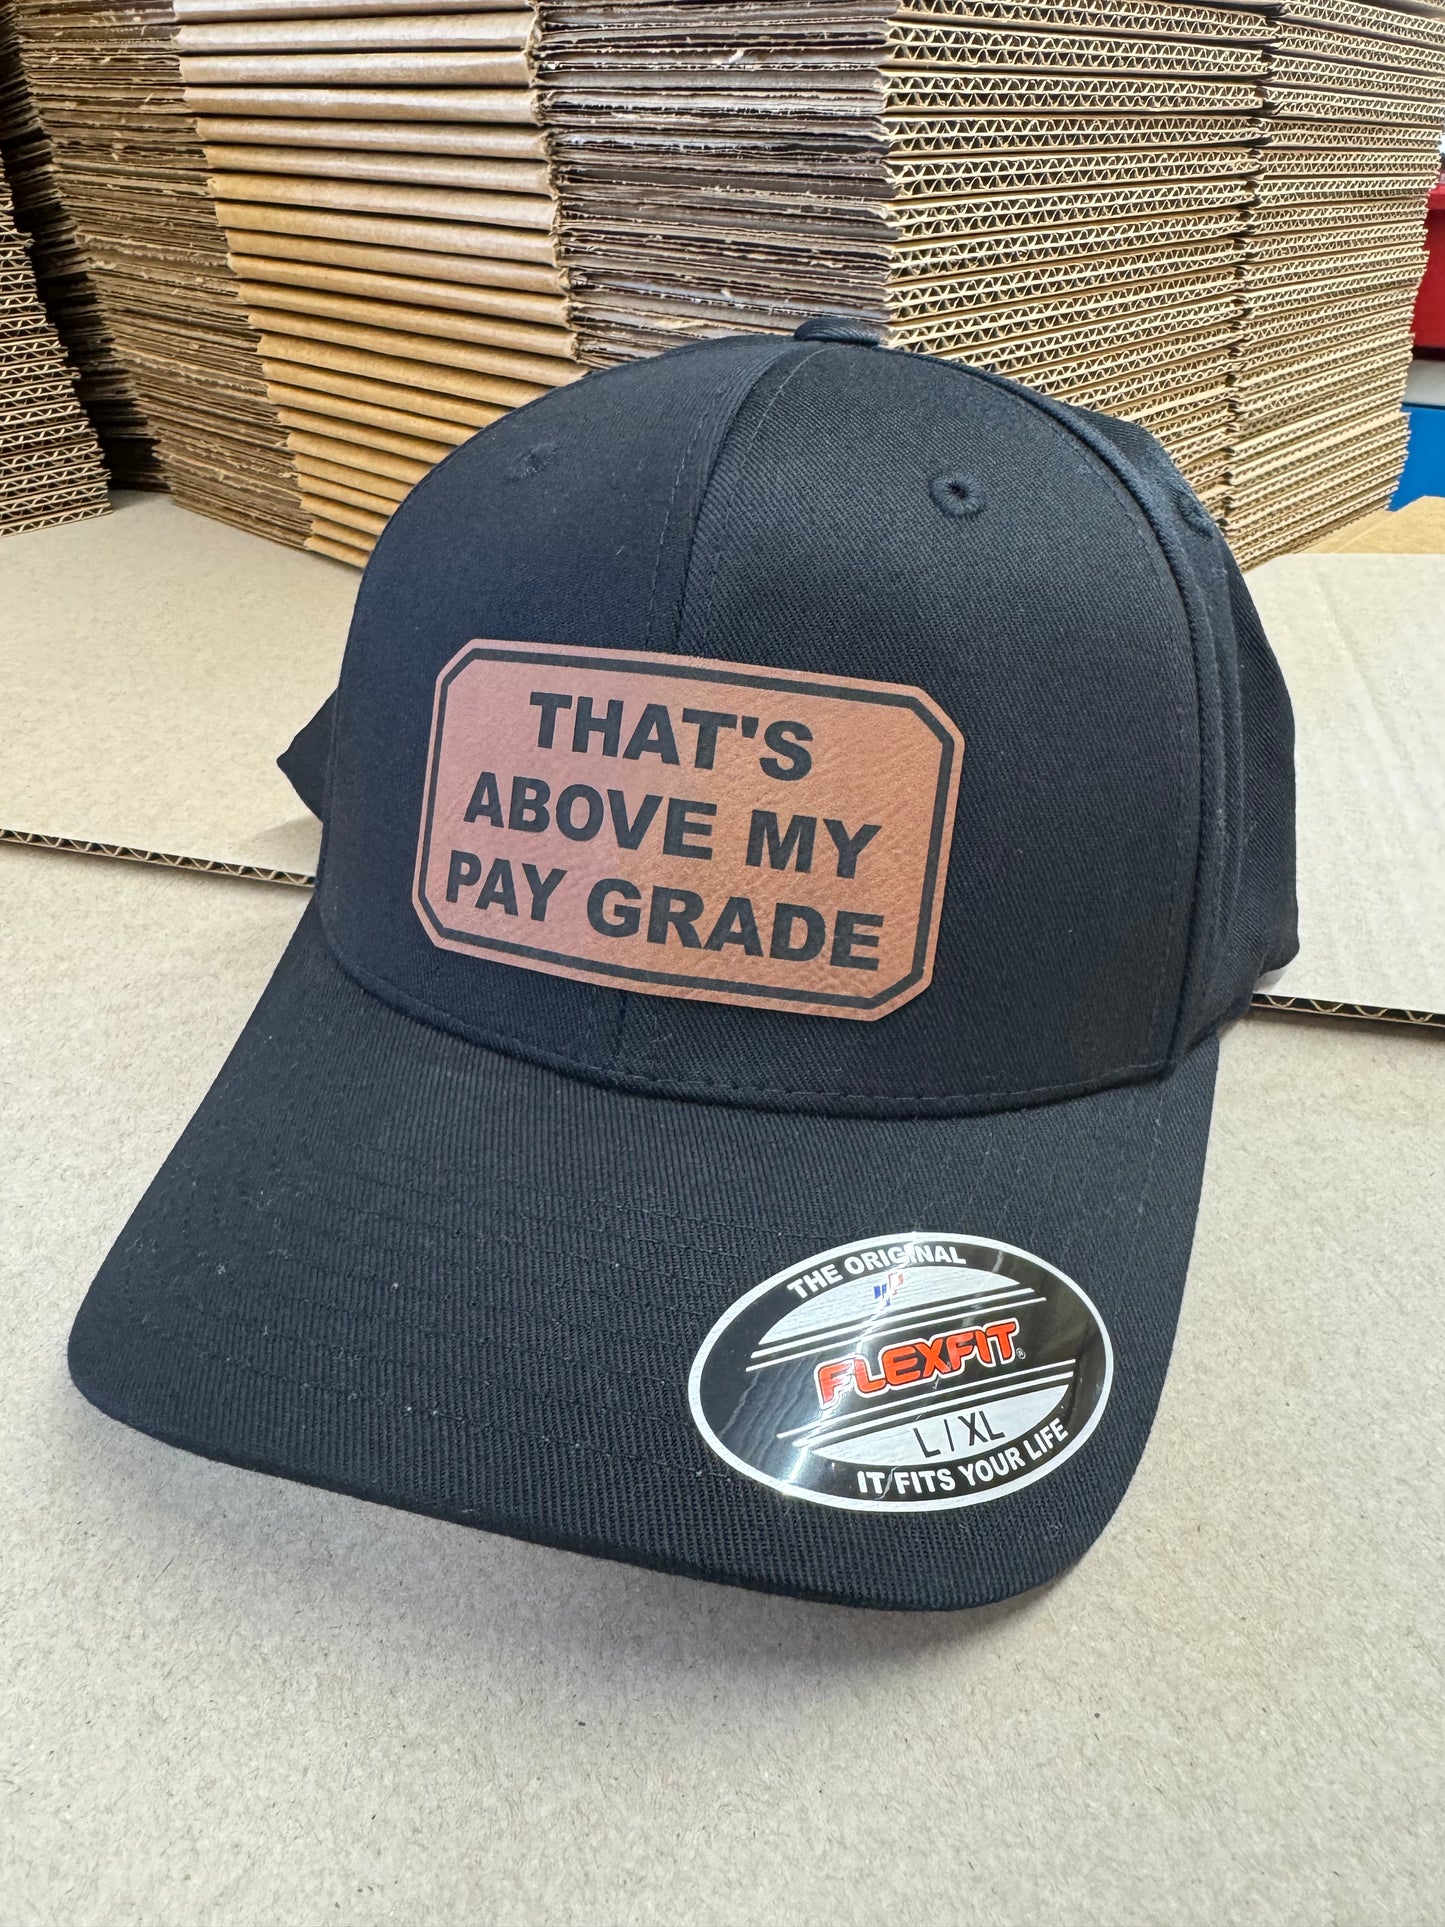 THAT'S
ABOVE MY
PAY GRADE
THE ORIGINAL
FLEXFIT®
L / XL
IT FITS YOUR LIFE